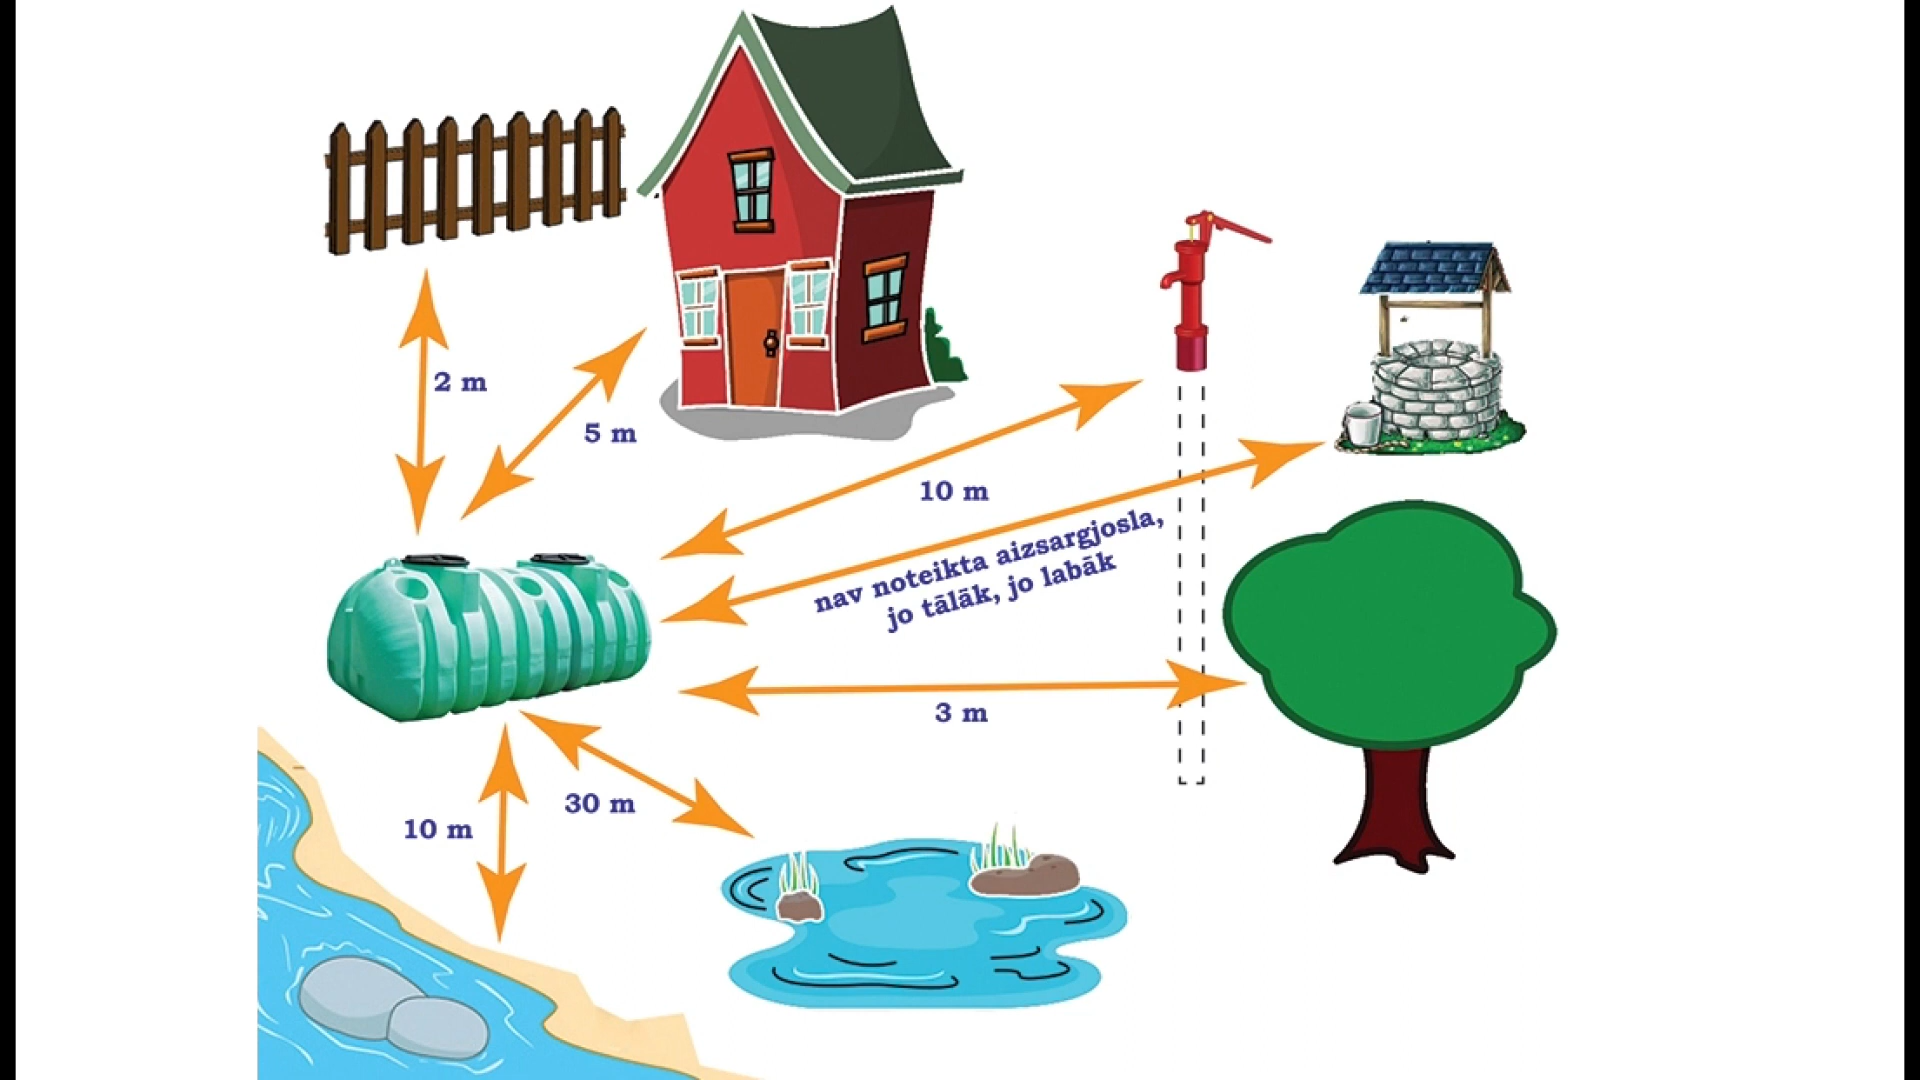 2 m
5 m
10 m
nav noteikta aizsargjosla,
jo tālāk, jo labāk
3 m
30 m
10 m